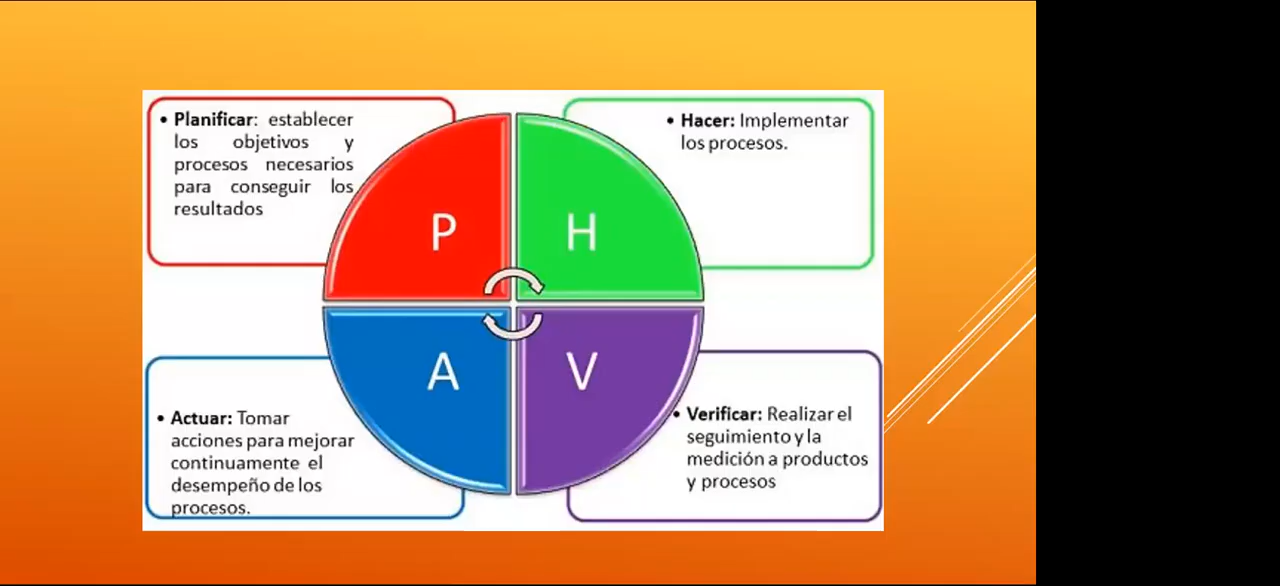 • Planificar: establecer
los objetivos y
procesos necesarios
para conseguir los
resultados
• Hacer: Implementar
los procesos.
P
H
A
V
• Actuar: Tomar
acciones para mejorar
continuamente el
desempeño de los
procesos.
• Verificar: Realizar el
seguimiento y la
medición a productos
y procesos